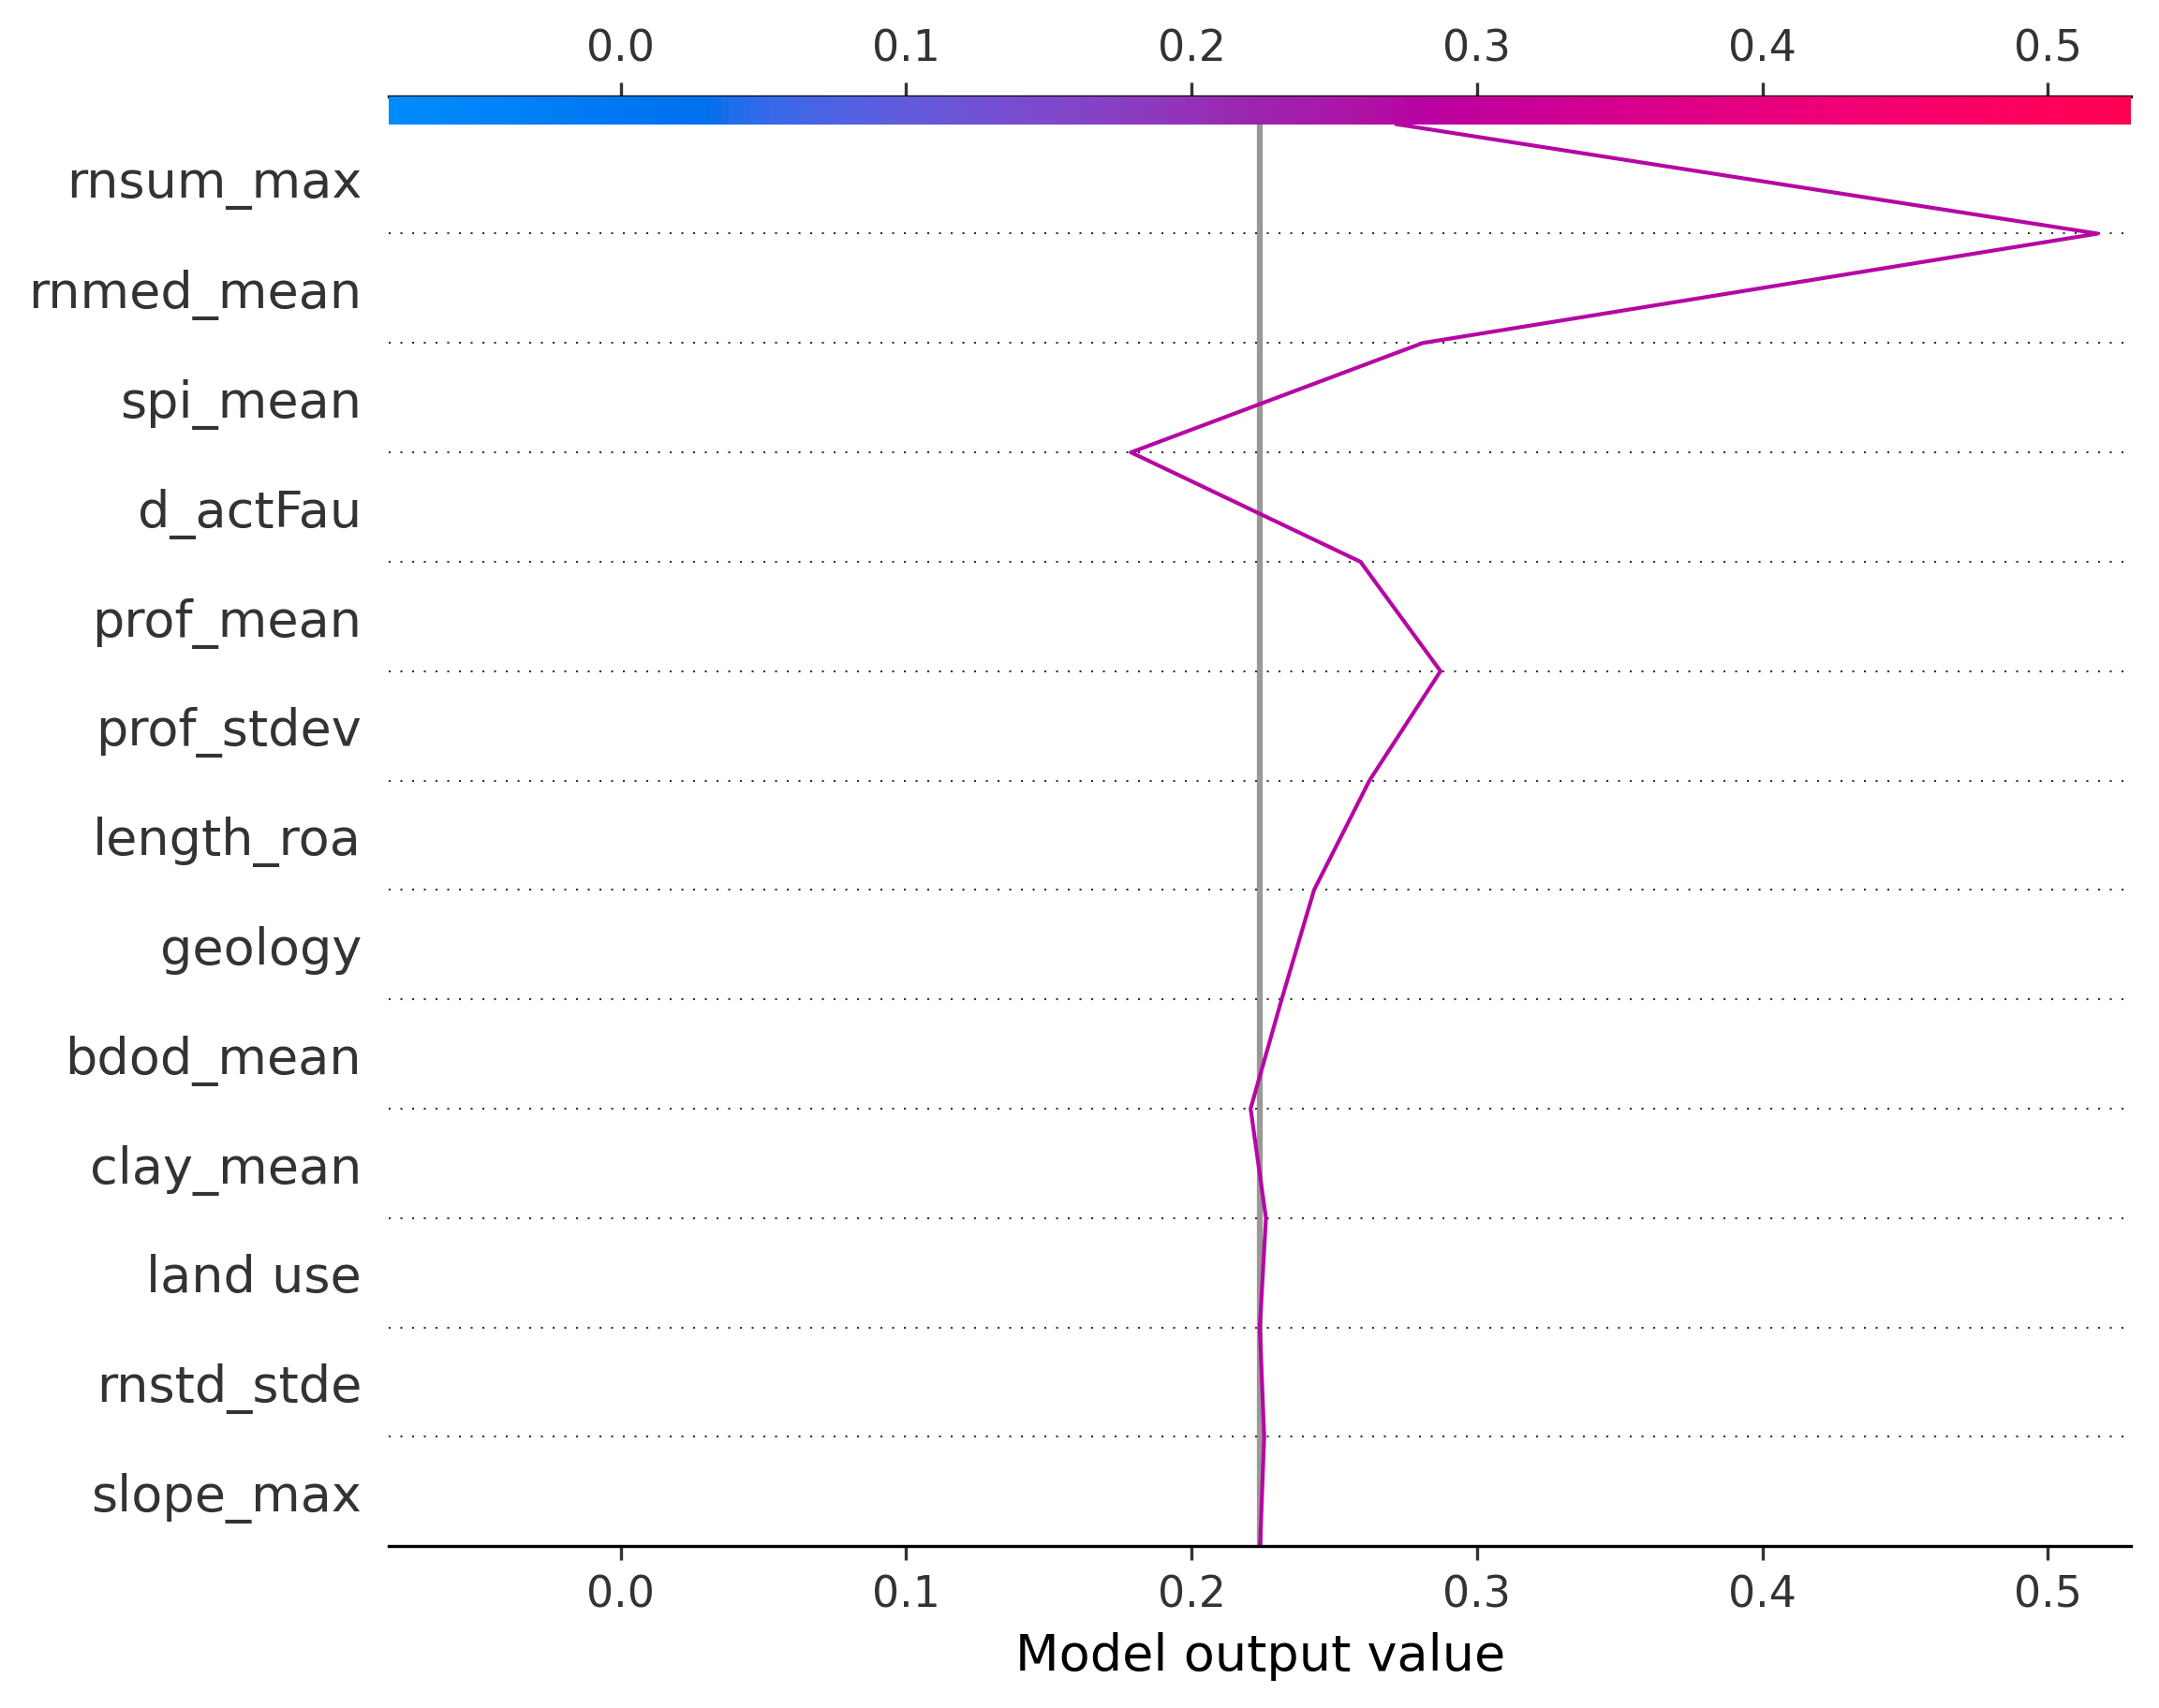 0.0 0.1 0.2 0.3 0.4 0.5
rnsum_max
rnmed_mean
spi_mean
d_actFau
prof_mean
prof_stdev
length_roa
geology
bdod_mean
clay_mean
land use
rnstd_stde
slope_max
0.0 0.1 0.2 0.3 0.4 0.5
Model output value